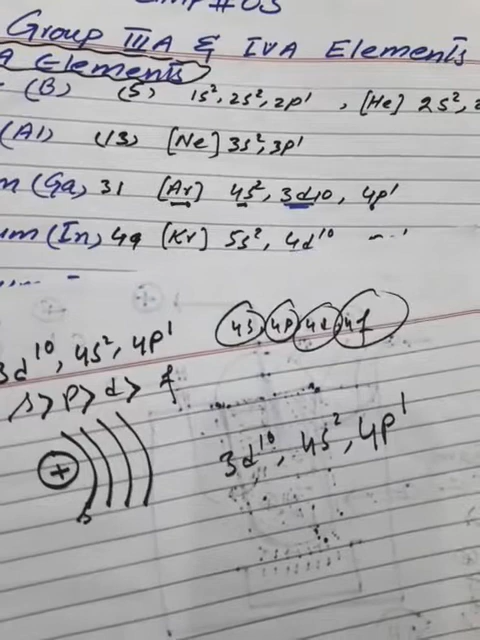 #03
Group IIIA & IVA Elements
A Elements
(B) (5) 1s², 2s², 2p¹, [He] 2s², 2
(Al) (13) [Ne] 3s², 3p¹
m (Ga) 31 [Ar] 4s², 3d10, 4p¹
um (In) 49 [Kr] 5s², 4d¹⁰
4s 4p 4d 4f
3d¹⁰, 4s², 4p¹
s > p > d > f
3d¹⁰, 4s², 4p¹
+